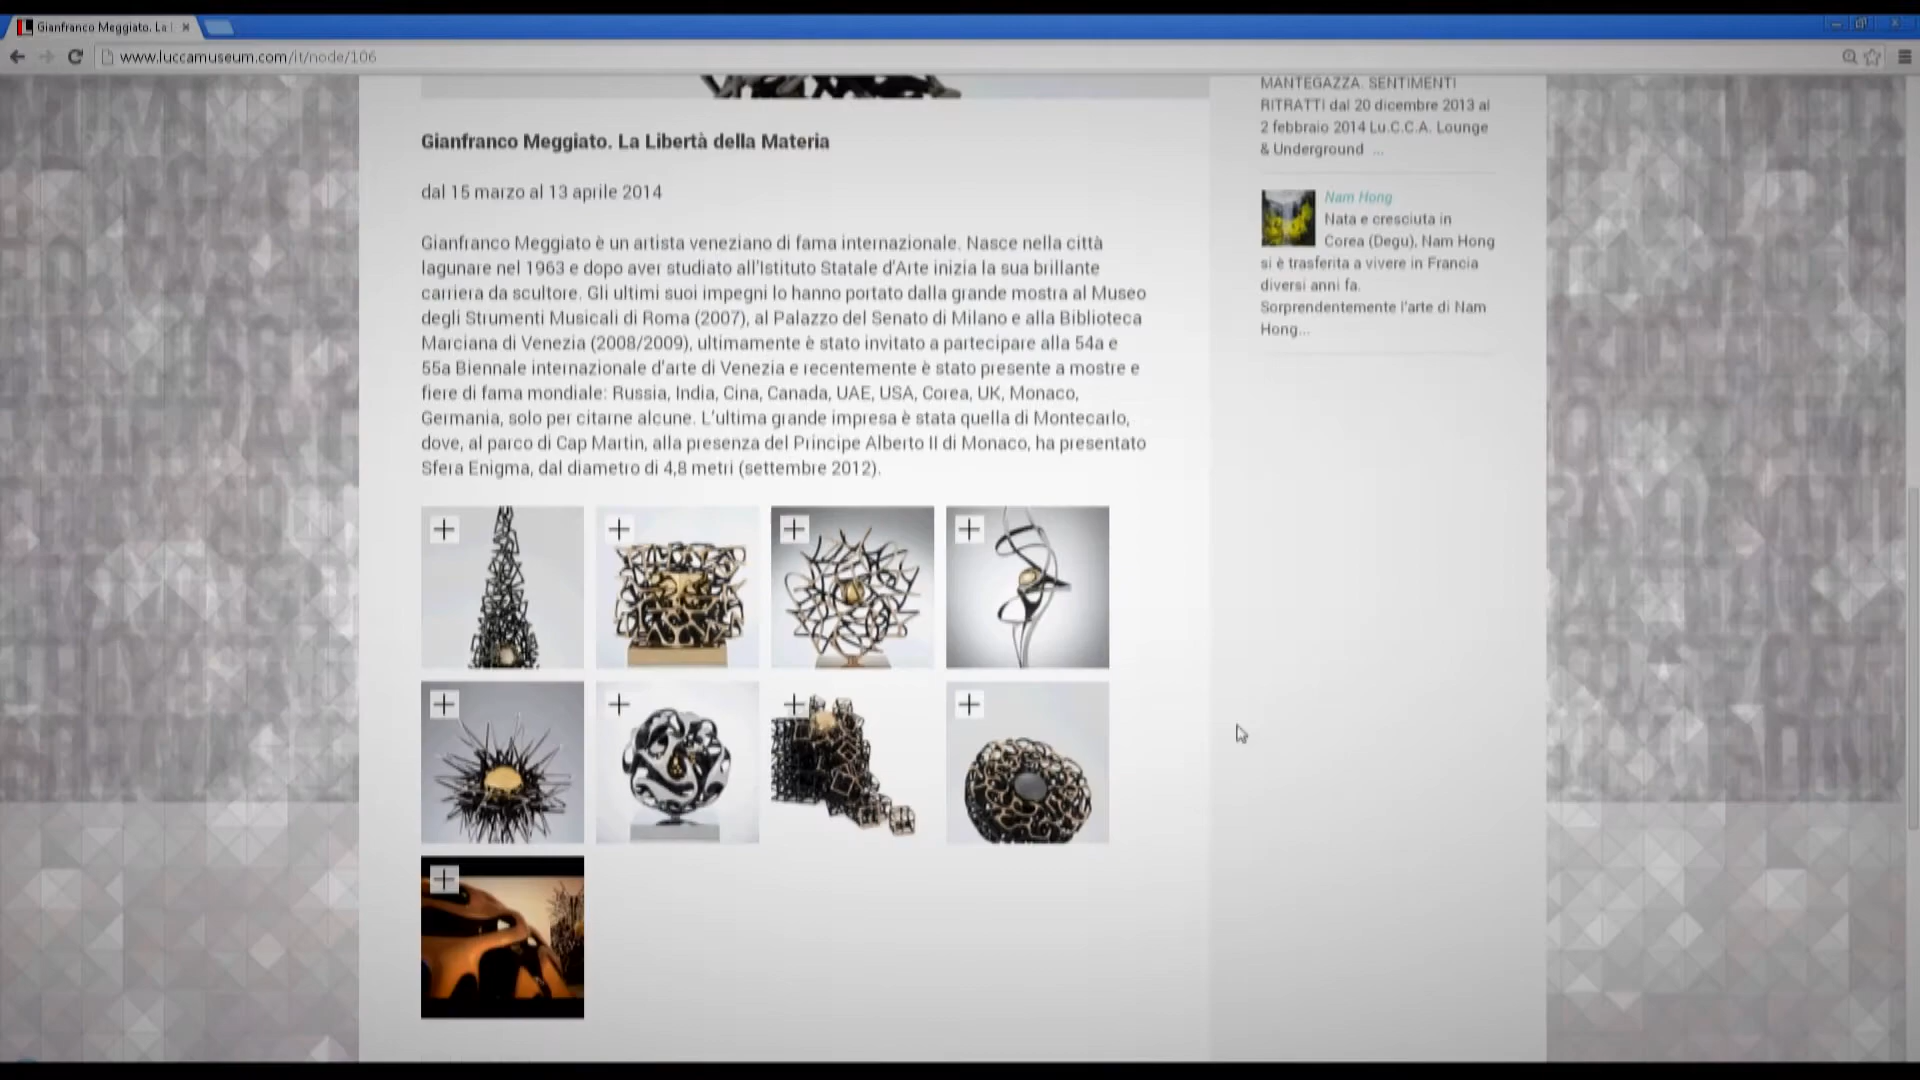 Gianfranco Meggiato. La L
www.luccamuseum.com/it/node/106
Gianfranco Meggiato. La Libertà della Materia
dal 15 marzo al 13 aprile 2014
Gianfranco Meggiato è un artista veneziano di fama internazionale. Nasce nella città
lagunare nel 1963 e dopo aver studiato all'Istituto Statale d'Arte inizia la sua brillante
carriera da scultore. Gli ultimi suoi impegni lo hanno portato dalla grande mostra al Museo
degli Strumenti Musicali di Roma (2007), al Palazzo del Senato di Milano e alla Biblioteca
Marciana di Venezia (2008/2009), ultimamente è stato invitato a partecipare alla 54a e
55a Biennale internazionale d'arte di Venezia e recentemente è stato presente a mostre e
fiere di fama mondiale: Russia, India, Cina, Canada, UAE, USA, Corea, UK, Monaco,
Germania, solo per citarne alcune. L'ultima grande impresa è stata quella di Montecarlo,
dove, al parco di Cap Martin, alla presenza del Principe Alberto II di Monaco, ha presentato
Sfera Enigma, dal diametro di 4,8 metri (settembre 2012).
MANTEGAZZA. SENTIMENTI
RITRATTI dal 20 dicembre 2013 al
2 febbraio 2014 Lu.C.C.A. Lounge
& Underground ...
Nam Hong
Nata e cresciuta in
Corea (Degu), Nam Hong
si è trasferita a vivere in Francia
diversi anni fa.
Sorprendentemente l'arte di Nam
Hong...